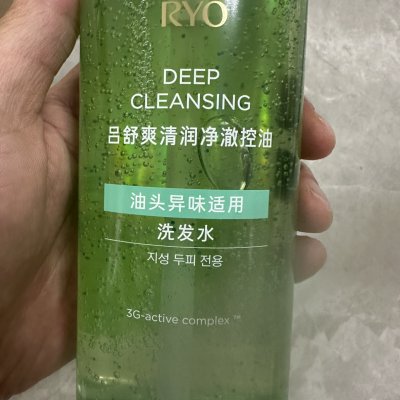 RYO
DEEP
CLEANSING
吕舒爽清润净澈控油
油头异味适用
洗发水
지성 두피 전용
3G-active complex ™